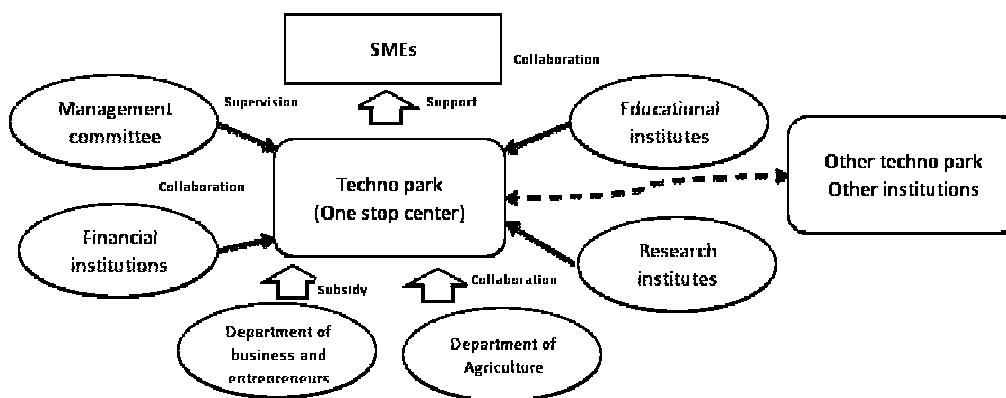 SMEs
Collaboration
Management
committee
Supervision
Support
Educational
institutes
Other techno park
Other institutions
Collaboration
Techno park
(One stop center)
Financial
institutions
Research
institutes
Subsidy
Collaboration
Department of
business and
entrepreneurs
Department of
Agriculture